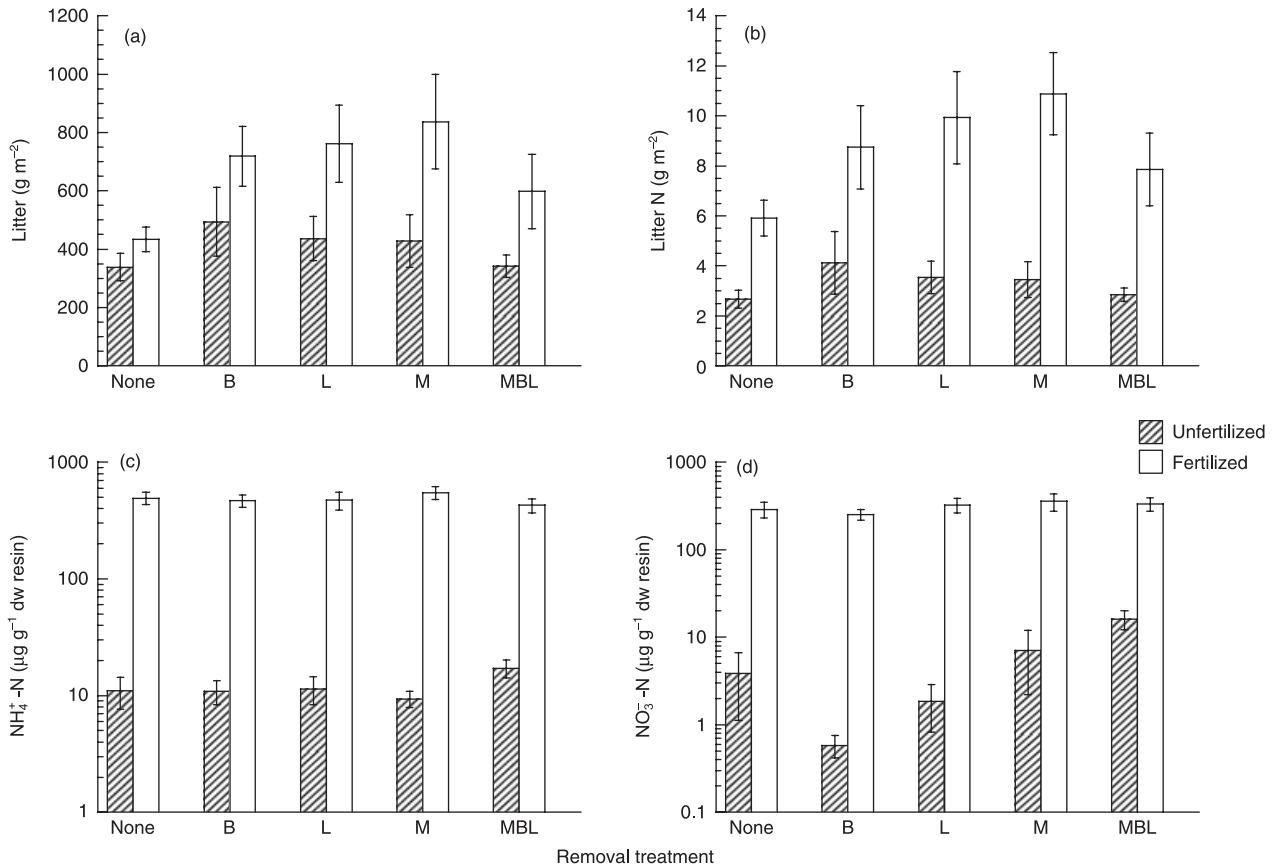 (a)
1200
1000
800
600
400
200
0
Litter (g m⁻²)
None B L M MBL
(b)
14
12
10
8
6
4
2
0
Litter N (g m⁻²)
None B L M MBL
Unfertilized
Fertilized
(c)
1000
100
10
1
NH₄⁺-N (µg g⁻¹ dw resin)
None B L M MBL
(d)
1000
100
10
1
0.1
NO₃⁻-N (µg g⁻¹ dw resin)
None B L M MBL
Removal treatment